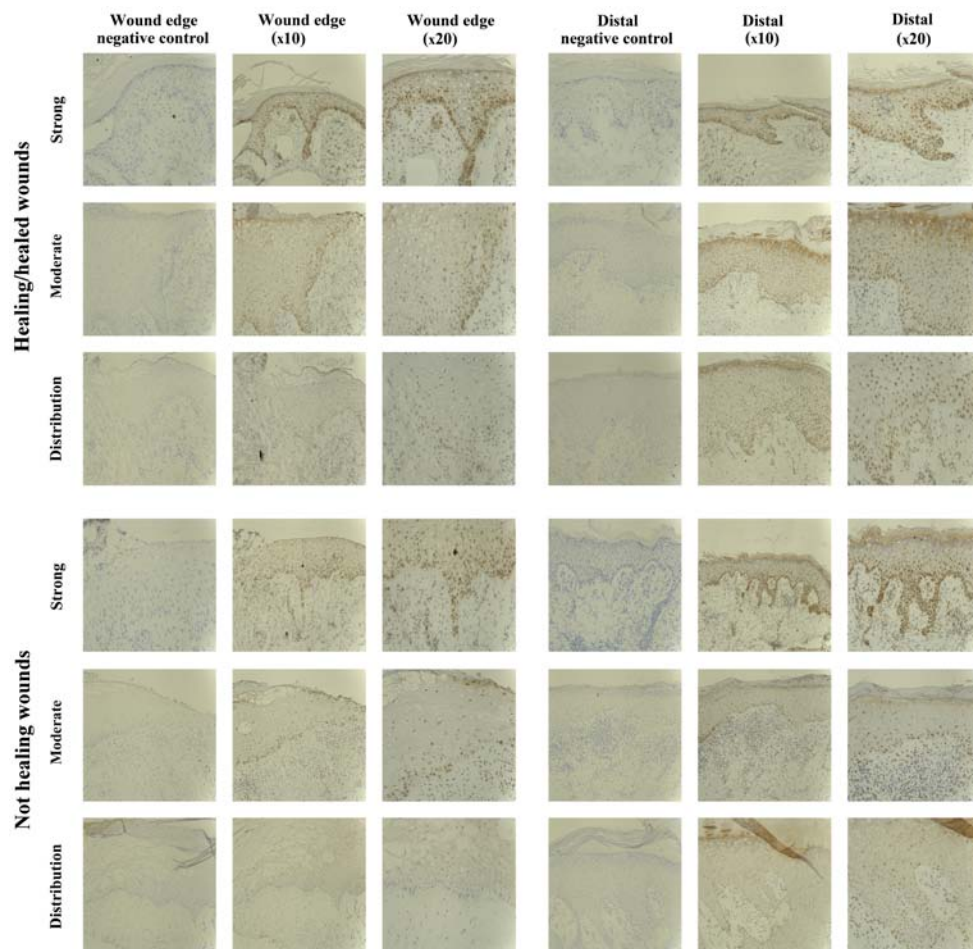 Wound edge
negative control
Wound edge
(x10)
Wound edge
(x20)
Distal
negative control
Distal
(x10)
Distal
(x20)
Healing/healed wounds
Strong
Moderate
Distribution
Not healing wounds
Strong
Moderate
Distribution